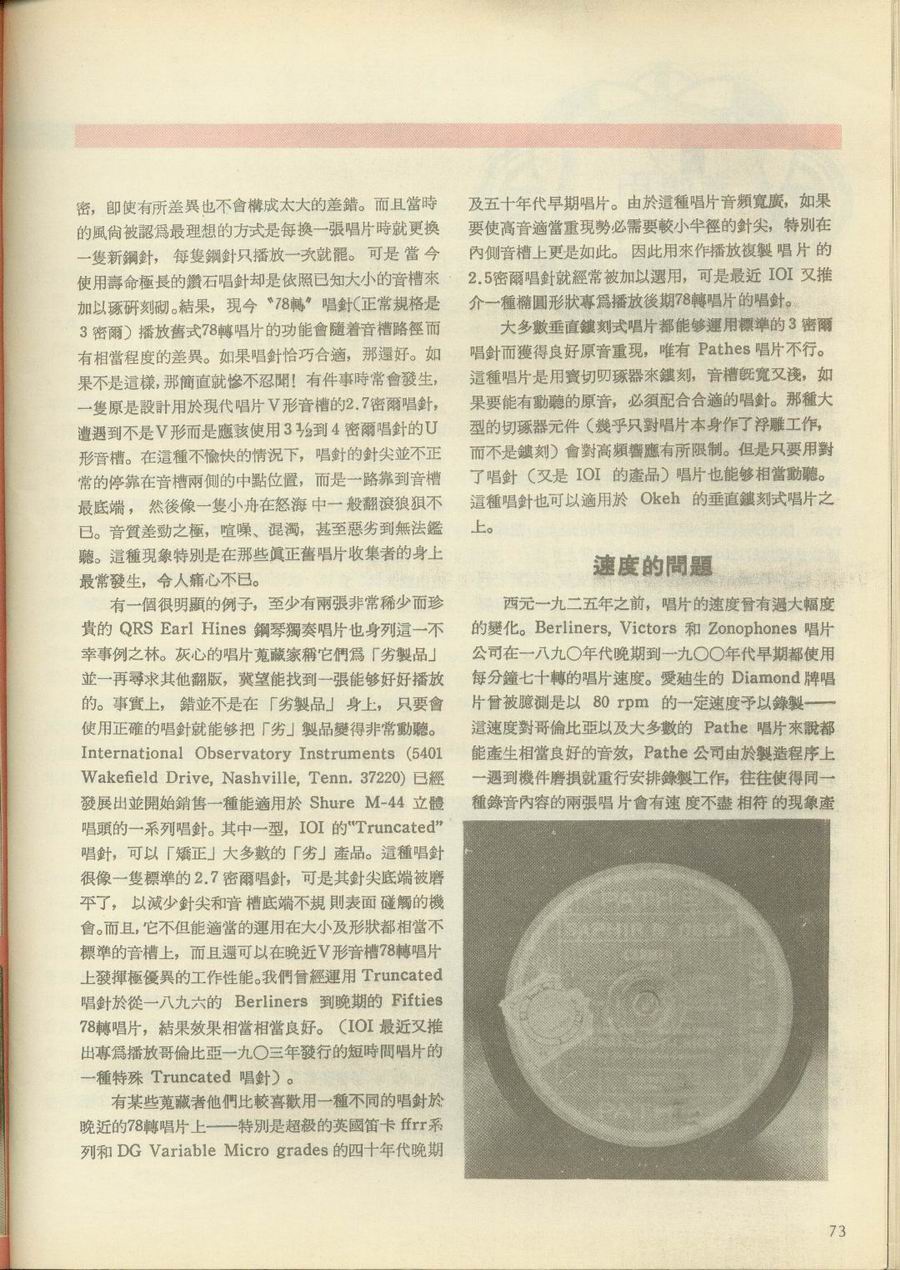 密，卽使有所差異也不會構成太大的差錯。而且當時
的風尙被認爲最理想的方式是每換一張唱片時就更換
一隻新鋼針， 每隻鋼針只播放一次就罷。 可是 當 今
使用壽命極長的鑽石唱針却是依照已知大小的音槽來
加以琢硏刻砌。結果， 現今〝78轉〞 唱針（正常規格是
3 密爾）播放舊式78轉唱片的功能會隨着音槽路徑而
有相當程度的差異。如果唱針恰巧合適，那還好。如
果不是這樣，那簡直就慘不忍聞！有件事時常會發生，
一隻原是設計用於現代唱片V形音槽的2.7密爾唱針，
遭遇到不是V形而是應該使用3½到4 密爾唱針的U
形音槽。在這種不愉快的情況下，唱針的針尖並不正
常的停靠在音槽兩側的中點位置，而是一路靠到音槽
最底端， 然後像一隻小舟在怒海 中一 般翻滾狼狽不
已。音質差勁之極，喧噪、混濁，甚至惡劣到無法鑑
聽。這種現象特別是在那些眞正舊唱片收集者的身上
最常發生，令人痛心不已。
有一個很明顯的例子，至少有兩張非常稀少而珍
貴的 QRS Earl Hines 鋼琴獨奏唱片也身列這一不
幸事例之林。灰心的唱片蒐藏家稱它們爲「劣製品」
並一再尋求其他翻版，冀望能找到一張能够好好播放
的。事實上， 錯並不是在 「劣製品」 身上， 只要會
使用正確的唱針就能够把「劣」製品變得非常動聽。
International Observatory Instruments (5401
Wakefield Drive, Nashville, Tenn. 37220) 已經
發展出並開始銷售一種能適用於 Shure M-44 立體
唱頭的一系列唱針。其中一型，IOI 的"Truncated"
唱針，可以「矯正」大多數的「劣」產品。這種唱針
很像一隻標準的 2.7 密爾唱針，可是其針尖底端被磨
平了， 以減少針尖和音 槽底端不規 則表面 碰觸的機
會。而且，它不但能適當的運用在大小及形狀都相當不
標準的音槽上，而且還可以在晚近V形音槽78轉唱片
上發揮極優異的工作性能。我們曾經運用 Truncated
唱針於從一八九六的 Berliners 到晚期的 Fifties
78轉唱片，結果效果相當相當良好。（IOI 最近又推
出專爲播放哥倫比亞一九〇三年發行的短時間唱片的
一種特殊 Truncated 唱針）。
有某些蒐藏者他們比較喜歡用一種不同的唱針於
晚近的78轉唱片上——特別是超級的英國笛卡 ffrr系
列和 DG Variable Micro grades 的四十年代晚期
及五十年代早期唱片。由於這種唱片音頻寬廣，如果
要使高音適當重現勢必需要較小半徑的針尖，特別在
內側音槽上更是如此。 因此用來作播放複製 唱 片 的
2.5密爾唱針就經常被加以選用，可是最近 IOI 又推
介一種橢圓形狀專爲播放後期78轉唱片的唱針。
大多數垂直鏤刻式唱片都能够運用標準的 3 密爾
唱針而獲得良好原音重現，唯有 Pathes 唱片不行。
這種唱片是用寶切叨琢器來鏤刻，音槽旣寬又淺，如
果要能有動聽的原音，必須配合合適的唱針。那種大
型的切琢器元件（幾乎只對唱片本身作了浮雕工作，
而不是鏤刻）會對高頻響應有所限制。但是只要用對
了唱針（又是 IOI 的產品）唱片也能够相當動聽。
這種唱針也可以適用於 Okeh 的垂直鏤刻式唱片之
上。
速度的問題
西元一九二五年之前，唱片的速度曾有過大幅度
的變化。Berliners, Victors 和 Zonophones 唱片
公司在一八九〇年代晚期到一九〇〇年代早期都使用
每分鐘七十轉的唱片速度。愛廸生的 Diamond 牌唱
片曾被臆測是以 80 rpm 的一定速度予以錄製——
這速度對哥倫比亞以及大多數的 Pathe 唱片來說都
能產生相當良好的音效，Pathe 公司由於製造程序上
一遇到機件磨損就重行安排錄製工作，往往使得同一
種錄音內容的兩張唱 片會有速 度不盡 相符 的現象產
73